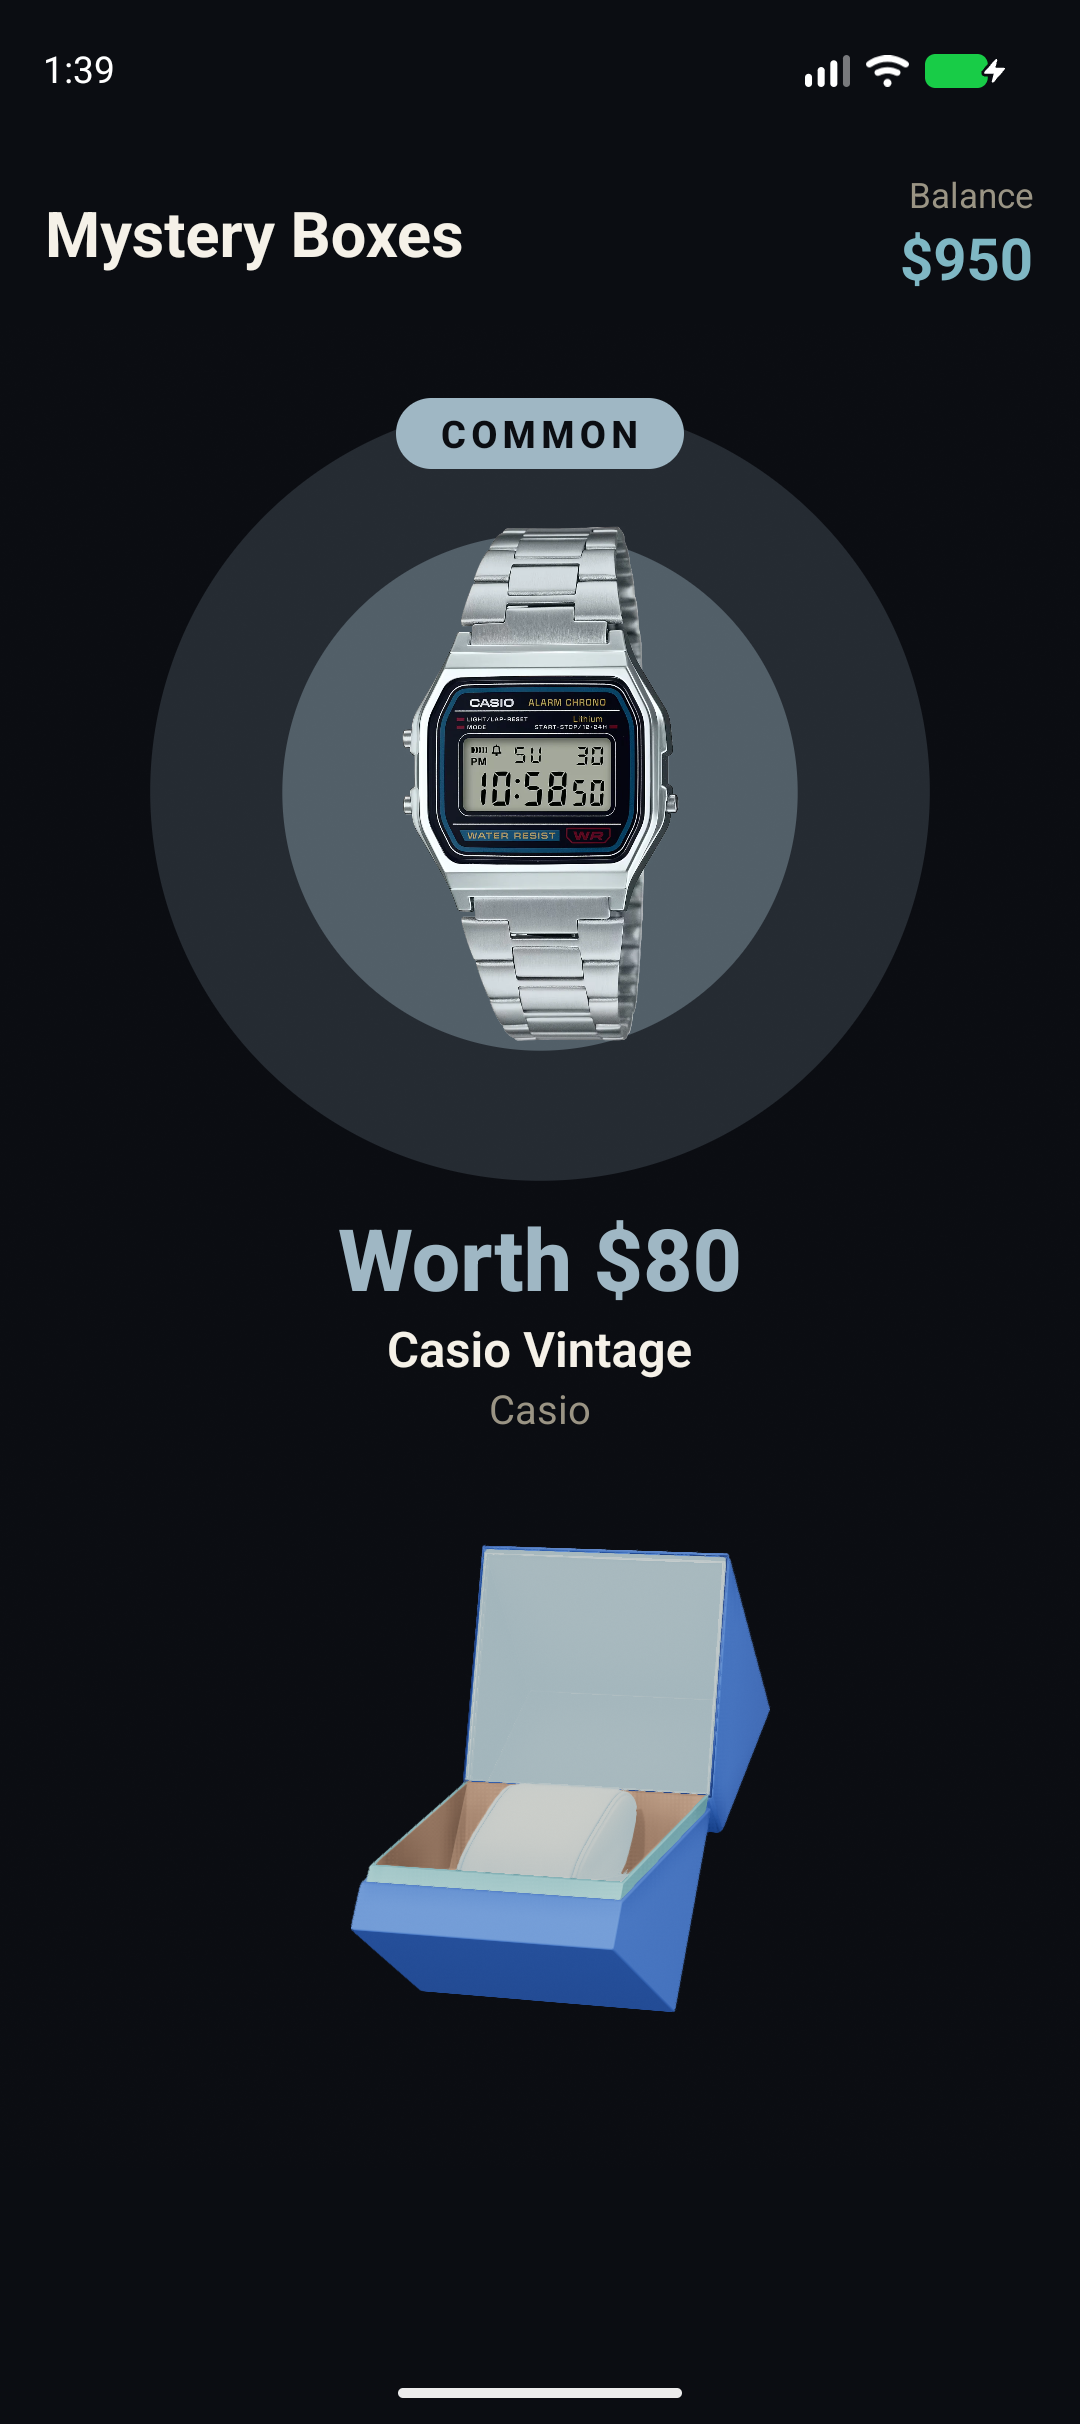 1:39
Mystery Boxes
Balance
$950
COMMON
CASIO ALARM CHRONO
LIGHT/LAP-RESET Lithium
MODE START-STOP/12·24H
SU 30
PM
10:58 50
WATER RESIST WR
Worth $80
Casio Vintage
Casio